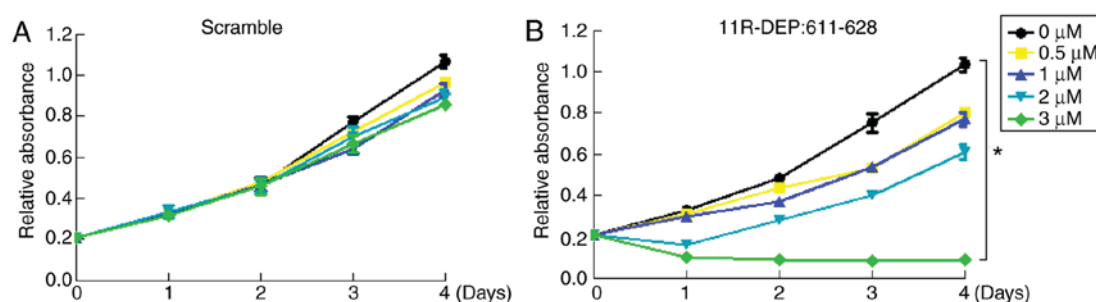 A
Scramble
Relative absorbance
1.2
1.0
0.8
0.6
0.4
0.2
0.0
0 1 2 3 4 (Days)
B
11R-DEP:611-628
Relative absorbance
1.2
1.0
0.8
0.6
0.4
0.2
0.0
0 1 2 3 4 (Days)
*
0 μM
0.5 μM
1 μM
2 μM
3 μM